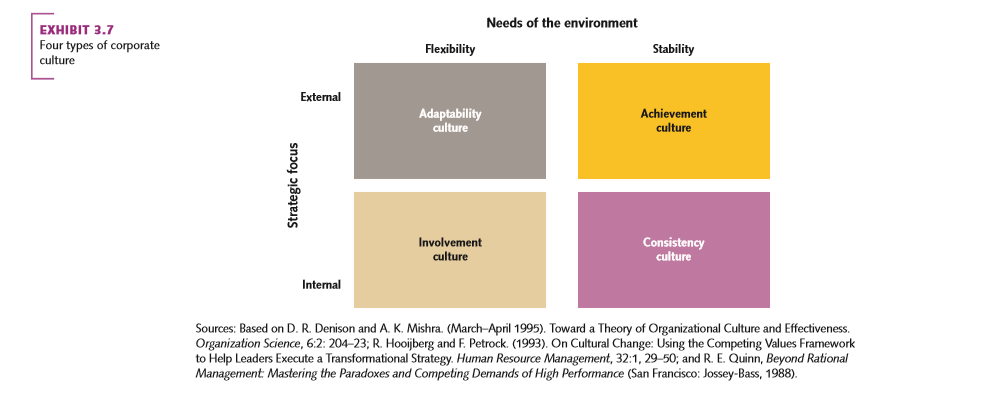 EXHIBIT 3.7
Four types of corporate
culture
Needs of the environment
Flexibility
Stability
Strategic focus
External
Adaptability
culture
Achievement
culture
Internal
Involvement
culture
Consistency
culture
Sources: Based on D. R. Denison and A. K. Mishra. (March–April 1995). Toward a Theory of Organizational Culture and Effectiveness.
Organization Science, 6:2: 204–23; R. Hooijberg and F. Petrock. (1993). On Cultural Change: Using the Competing Values Framework
to Help Leaders Execute a Transformational Strategy. Human Resource Management, 32:1, 29–50; and R. E. Quinn, Beyond Rational
Management: Mastering the Paradoxes and Competing Demands of High Performance (San Francisco: Jossey-Bass, 1988).